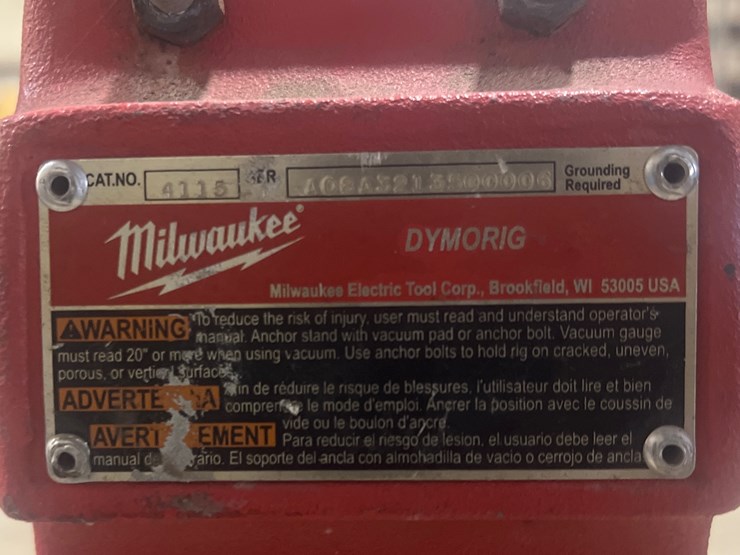 CAT.NO. 4115 SER A08AS213500006 Grounding Required
Milwaukee®
DYMORIG
Milwaukee Electric Tool Corp., Brookfield, WI 53005 USA
WARNING To reduce the risk of injury, user must read and understand operator's
manual. Anchor stand with vacuum pad or anchor bolt. Vacuum gauge
must read 20" or more when using vacuum. Use anchor bolts to hold rig on cracked, uneven,
porous, or vertical surfaces.
de réduire le risque de blessures, l'utilisateur doit lire et bien
le mode d'emploi. Ancrer la position avec le coussin de
vide ou le boulon d'ancre.
Para reducir el riesgo de lesion, el usuario debe leer el
manual El soporte del ancla con almohadilla de vacio o cerrojo de ancla